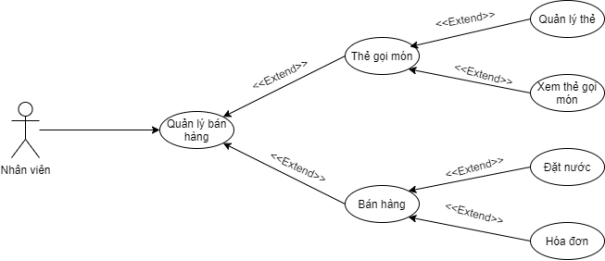 <<Extend>>
Quản lý thẻ
<<Extend>>
Thẻ gọi món
<<Extend>>
Xem thẻ gọi
món
Quản lý bán
hàng
Nhân viên
<<Extend>>
<<Extend>>
Đặt nước
Bán hàng
<<Extend>>
Hóa đơn